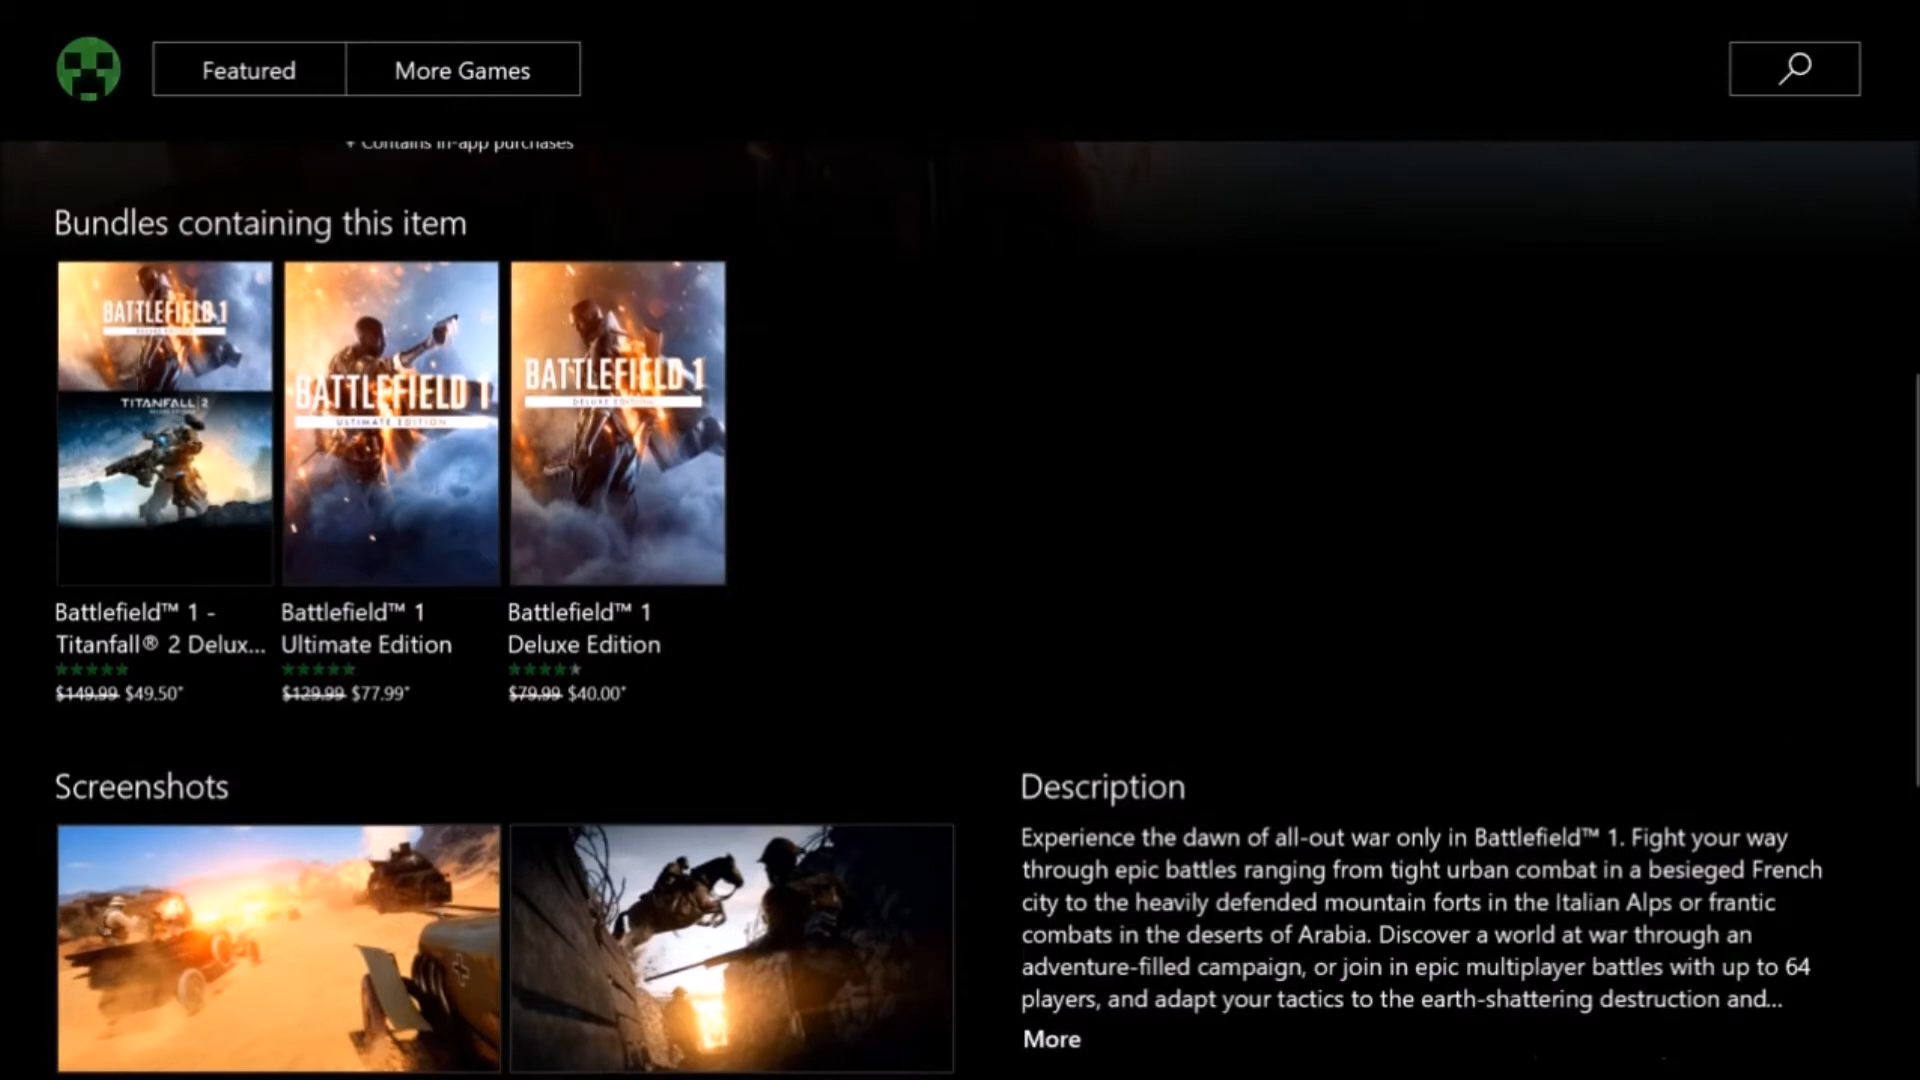 Featured
More Games
+ Contains in-app purchases
Bundles containing this item
BATTLEFIELD 1
TITANFALL 2
BATTLEFIELD 1
ULTIMATE EDITION
BATTLEFIELD 1
DELUXE EDITION
Battlefield™ 1 -
Titanfall® 2 Delux...
$149.99 $49.50*
Battlefield™ 1
Ultimate Edition
$129.99 $77.99*
Battlefield™ 1
Deluxe Edition
$79.99 $40.00*
Screenshots
Description
Experience the dawn of all-out war only in Battlefield™ 1. Fight your way
through epic battles ranging from tight urban combat in a besieged French
city to the heavily defended mountain forts in the Italian Alps or frantic
combats in the deserts of Arabia. Discover a world at war through an
adventure-filled campaign, or join in epic multiplayer battles with up to 64
players, and adapt your tactics to the earth-shattering destruction and...
More